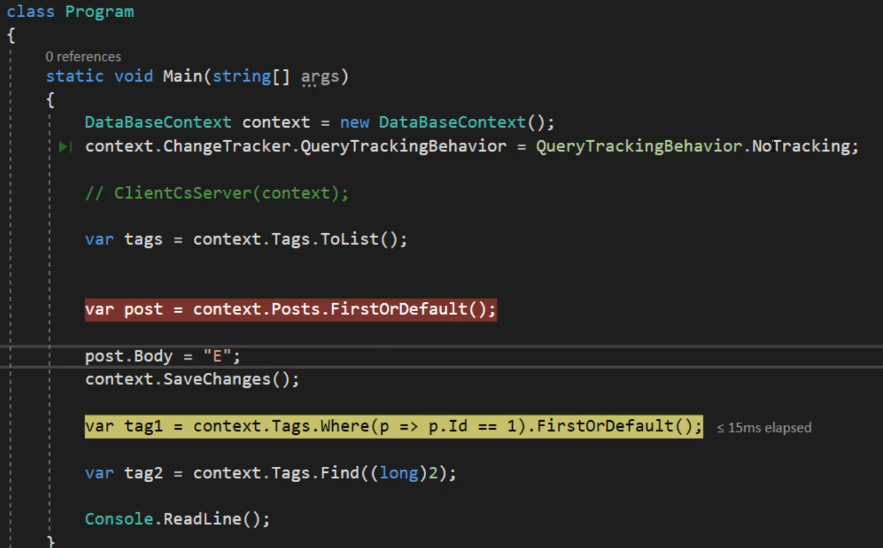 class Program
{
0 references
static void Main(string[] args)
{
DataBaseContext context = new DataBaseContext();
context.ChangeTracker.QueryTrackingBehavior = QueryTrackingBehavior.NoTracking;
// ClientCsServer(context);
var tags = context.Tags.ToList();
var post = context.Posts.FirstOrDefault();
post.Body = "E";
context.SaveChanges();
var tag1 = context.Tags.Where(p => p.Id == 1).FirstOrDefault(); ≤ 15ms elapsed
var tag2 = context.Tags.Find((long)2);
Console.ReadLine();
}